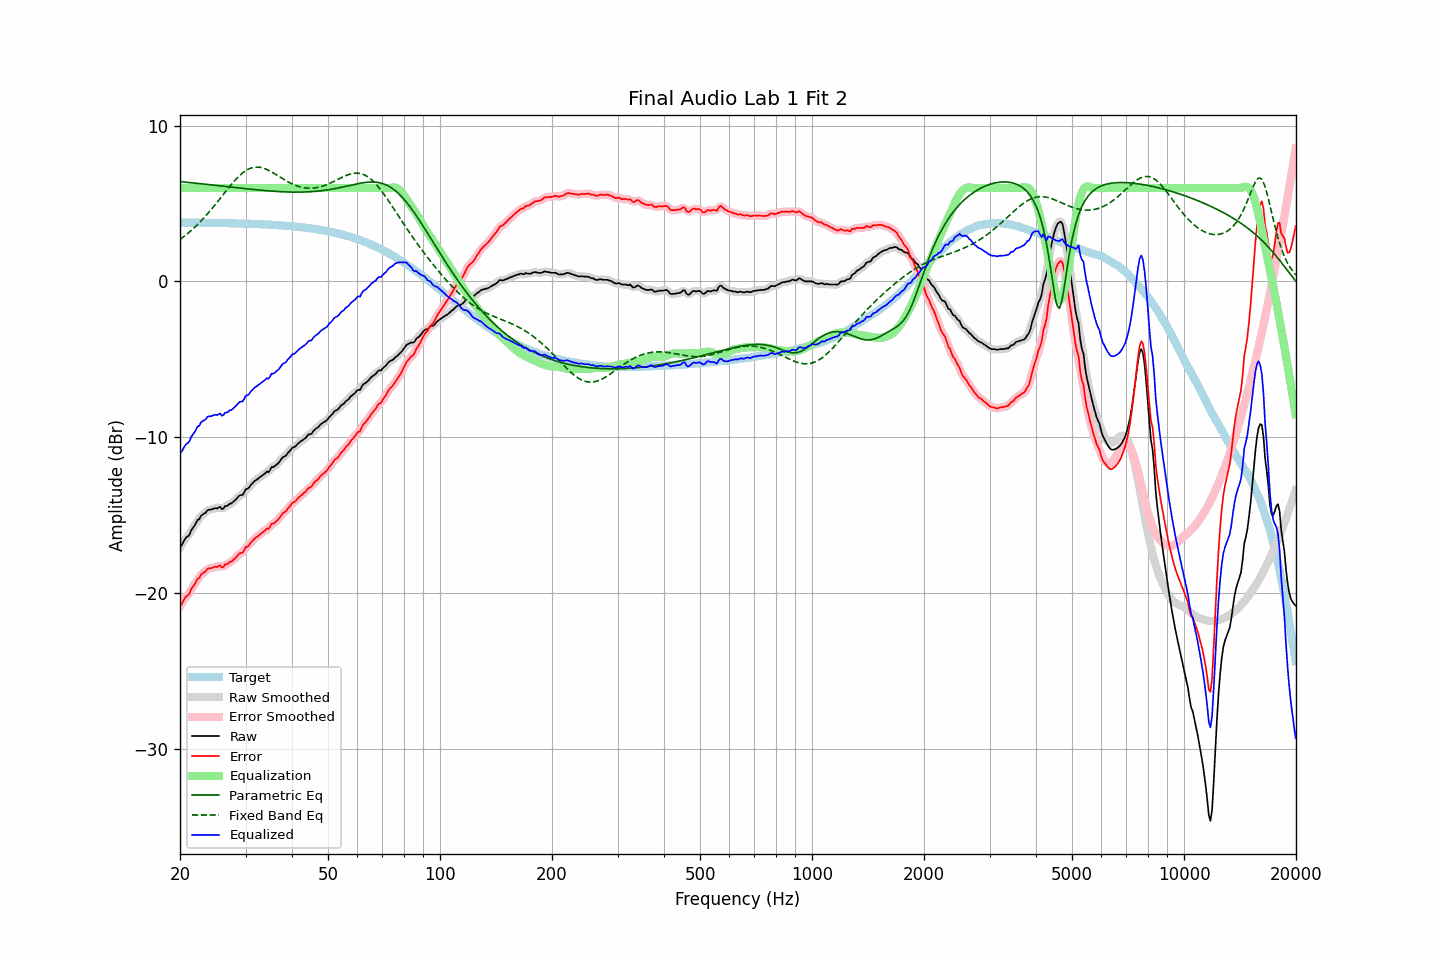 Final Audio Lab 1 Fit 2
10
0
−10
−20
−30
Amplitude (dBr)
Target
Raw Smoothed
Error Smoothed
Raw
Error
Equalization
Parametric Eq
Fixed Band Eq
Equalized
20 50 100 200 500 1000 2000 5000 10000 20000
Frequency (Hz)